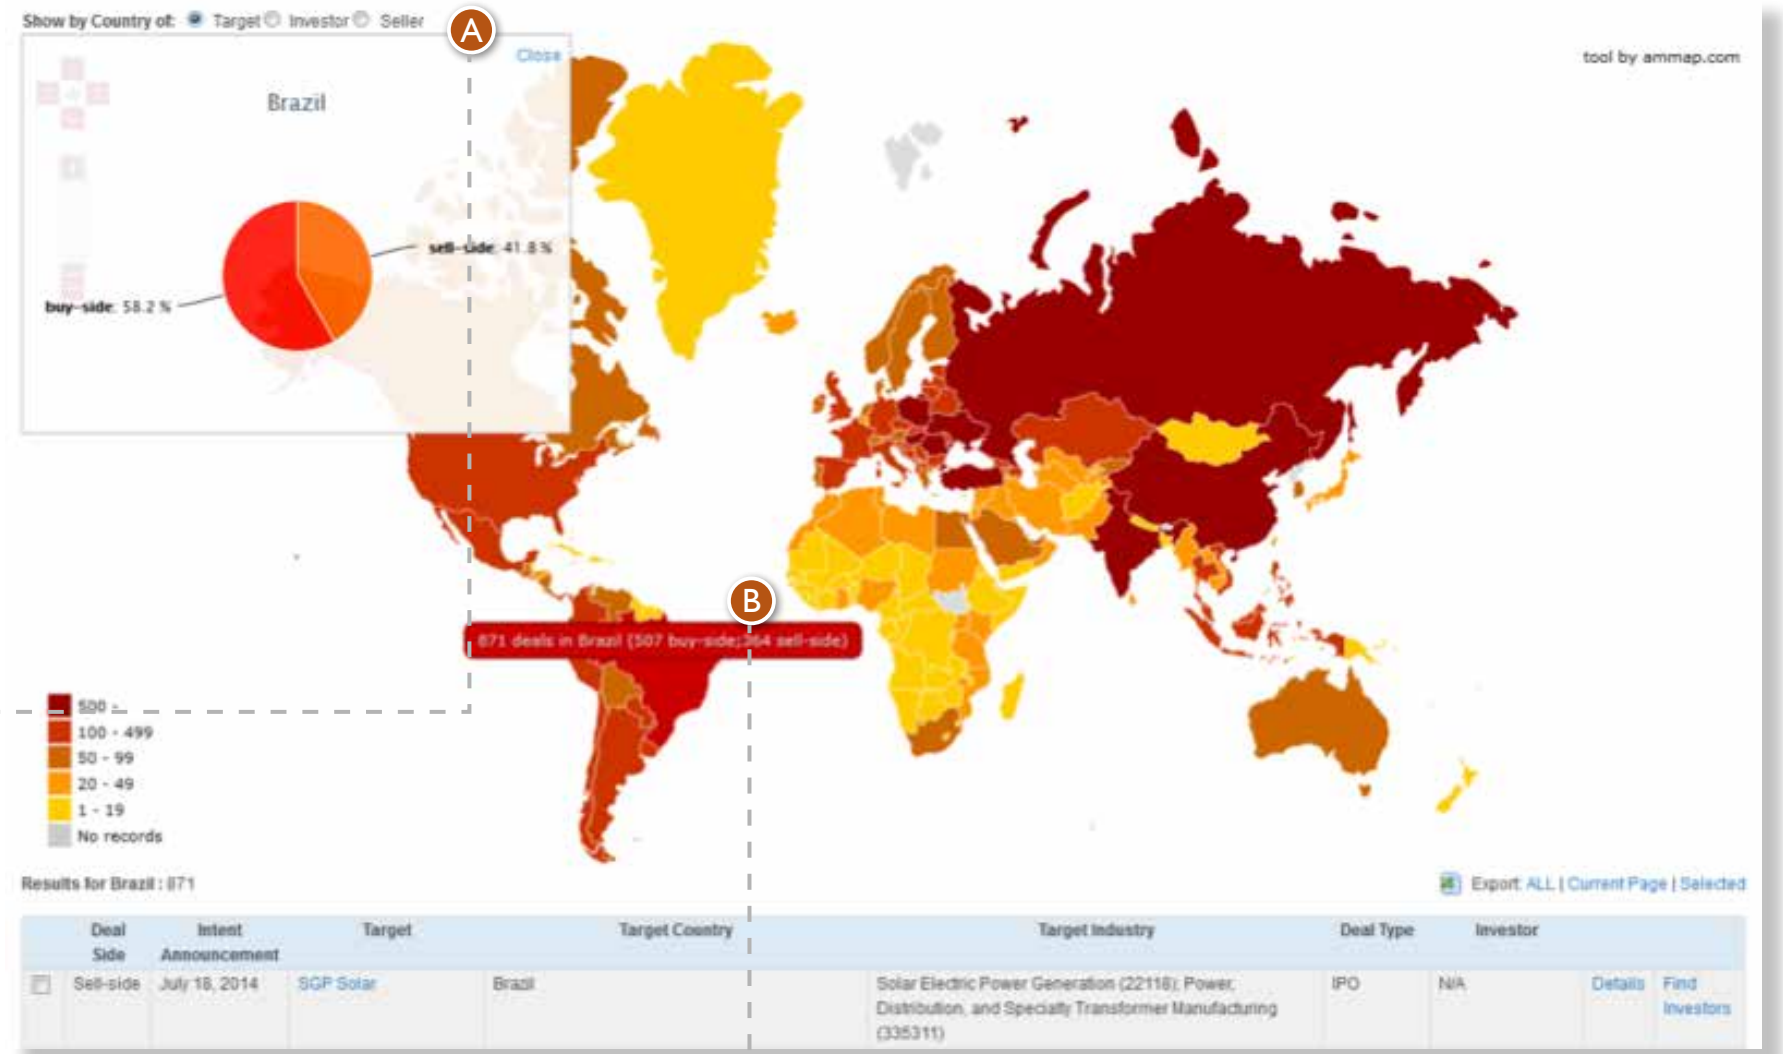 Show by Country of: Target Investor Seller
A
Close
tool by ammap.com
Brazil
sell-side: 41.8 %
buy-side: 58.2 %
B
871 deals in Brazil (507 buy-side; 364 sell-side)
500 -
100 - 499
50 - 99
20 - 49
1 - 19
No records
Results for Brazil : 871
Export: ALL | Current Page | Selected
Deal Side Intent Announcement Target Target Country Target Industry Deal Type Investor
Sell-side July 18, 2014 SGP Solar Brazil Solar Electric Power Generation (22118); Power, IPO N/A Details Find
Distribution, and Specialty Transformer Manufacturing Investors
(335311)